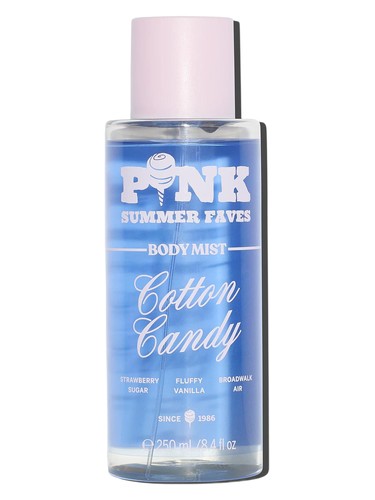 PINK
SUMMER FAVES
BODY MIST
Cotton
Candy
STRAWBERRY SUGAR
FLUFFY VANILLA
BROADWALK AIR
SINCE 1986
℮ 250 mL/8.4 fl oz